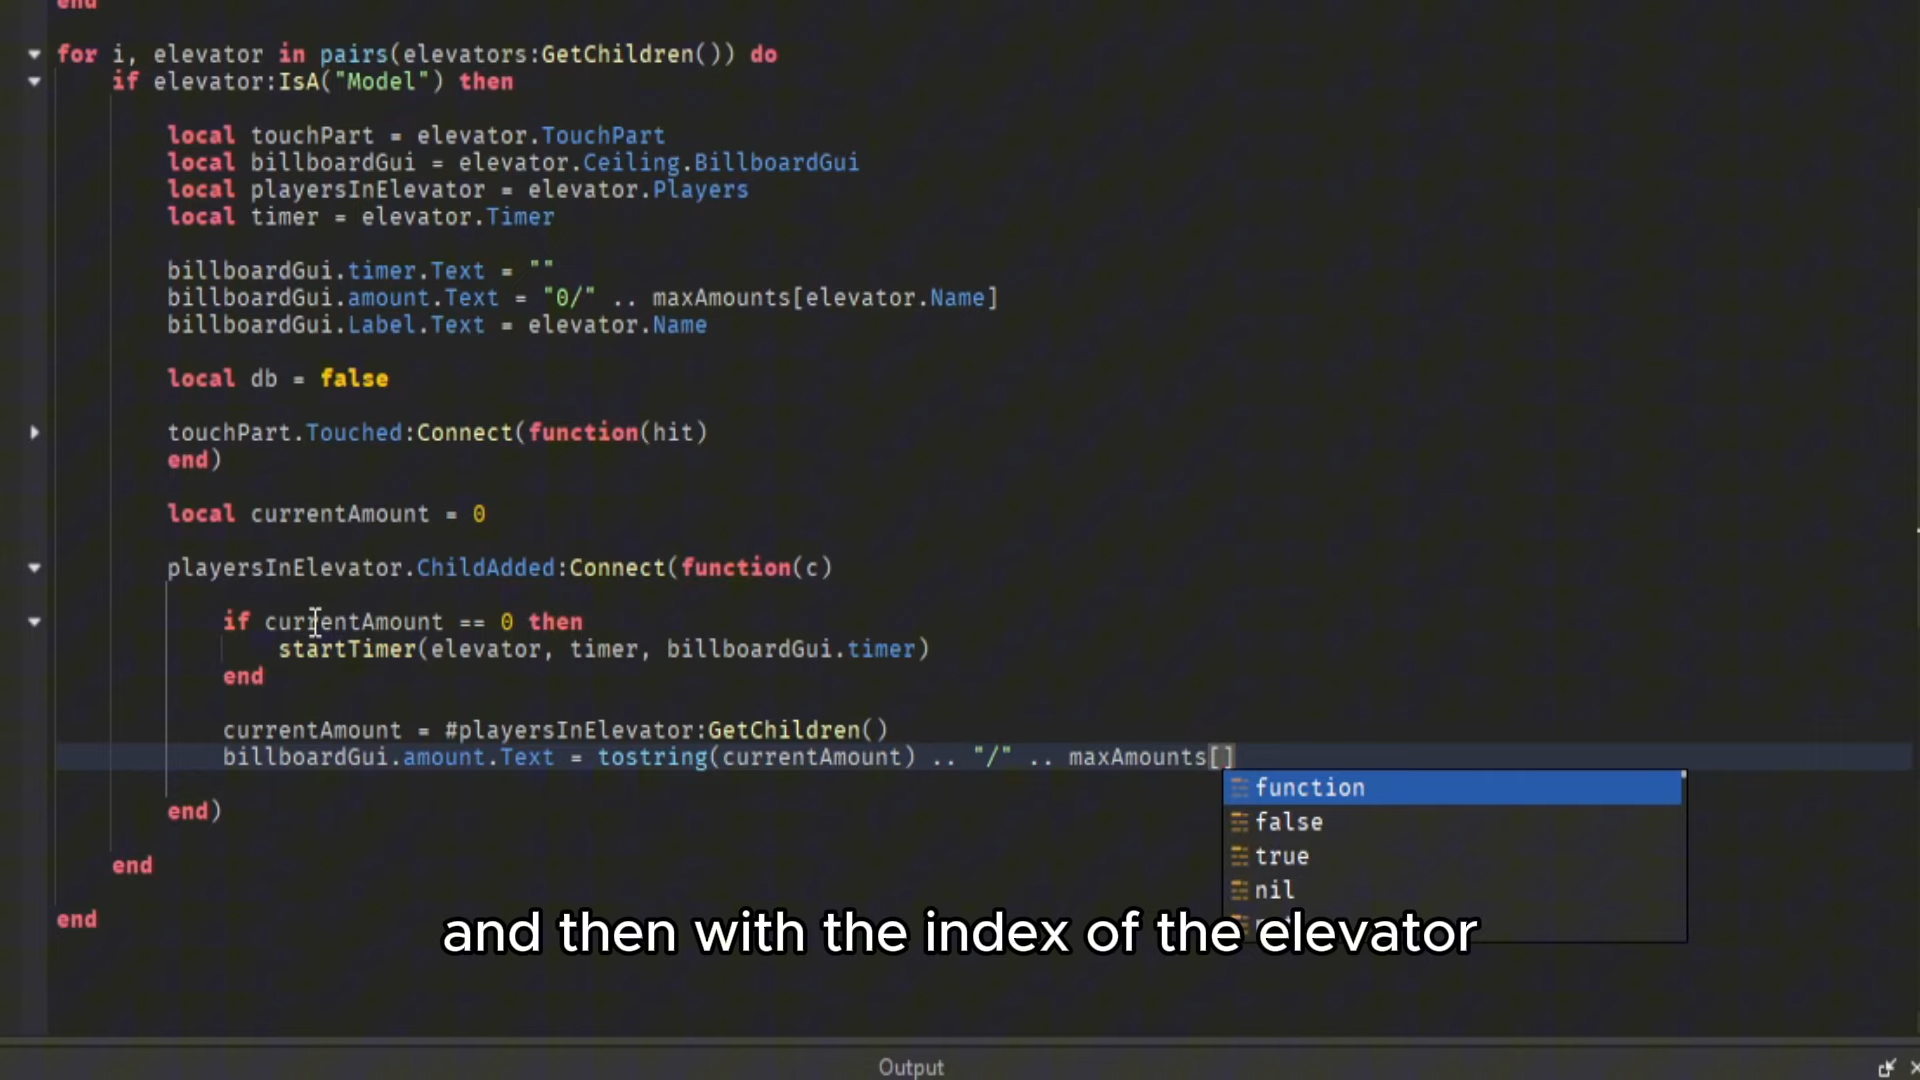 end
for i, elevator in pairs(elevators:GetChildren()) do
if elevator:IsA("Model") then
local touchPart = elevator.TouchPart
local billboardGui = elevator.Ceiling.BillboardGui
local playersInElevator = elevator.Players
local timer = elevator.Timer
billboardGui.timer.Text = ""
billboardGui.amount.Text = "0/" .. maxAmounts[elevator.Name]
billboardGui.Label.Text = elevator.Name
local db = false
touchPart.Touched:Connect(function(hit)
end)
local currentAmount = 0
playersInElevator.ChildAdded:Connect(function(c)
if currentAmount == 0 then
startTimer(elevator, timer, billboardGui.timer)
end
currentAmount = #playersInElevator:GetChildren()
billboardGui.amount.Text = tostring(currentAmount) .. "/" .. maxAmounts[]
function
false
true
nil
end)
end
end
and then with the index of the elevator
Output